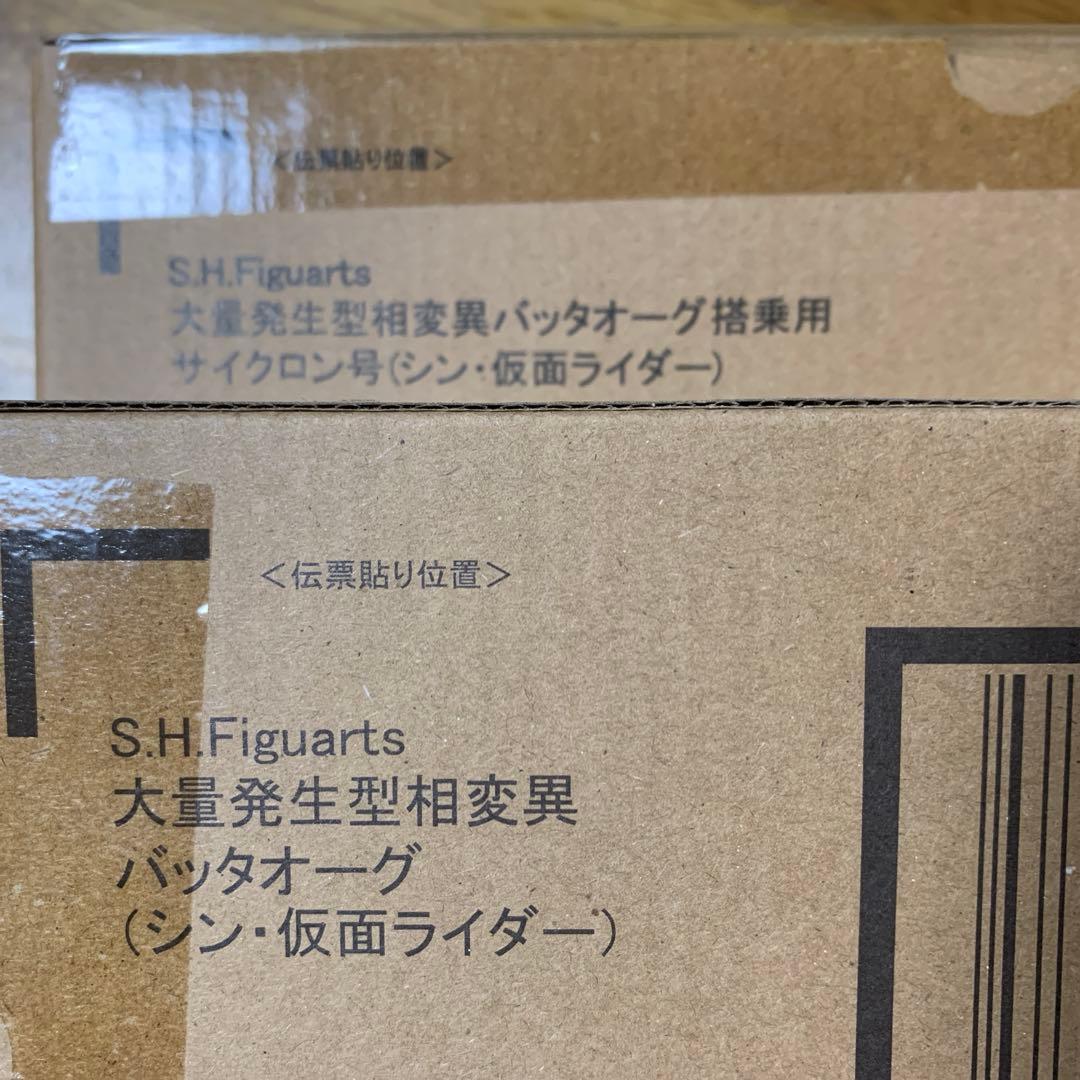 ＜伝票貼り位置＞
S.H.Figuarts
大量発生型相変異バッタオーグ搭乗用
サイクロン号(シン・仮面ライダー)
＜伝票貼り位置＞
S.H.Figuarts
大量発生型相変異
バッタオーグ
(シン・仮面ライダー)